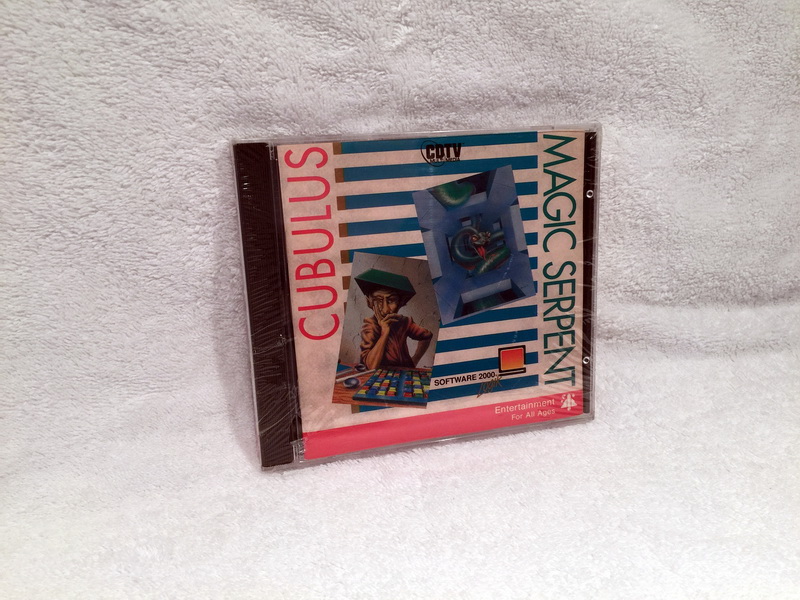 CUBULUS
CDTV
MAGIC SERPENT
SOFTWARE 2000
Entertainment
For All Ages